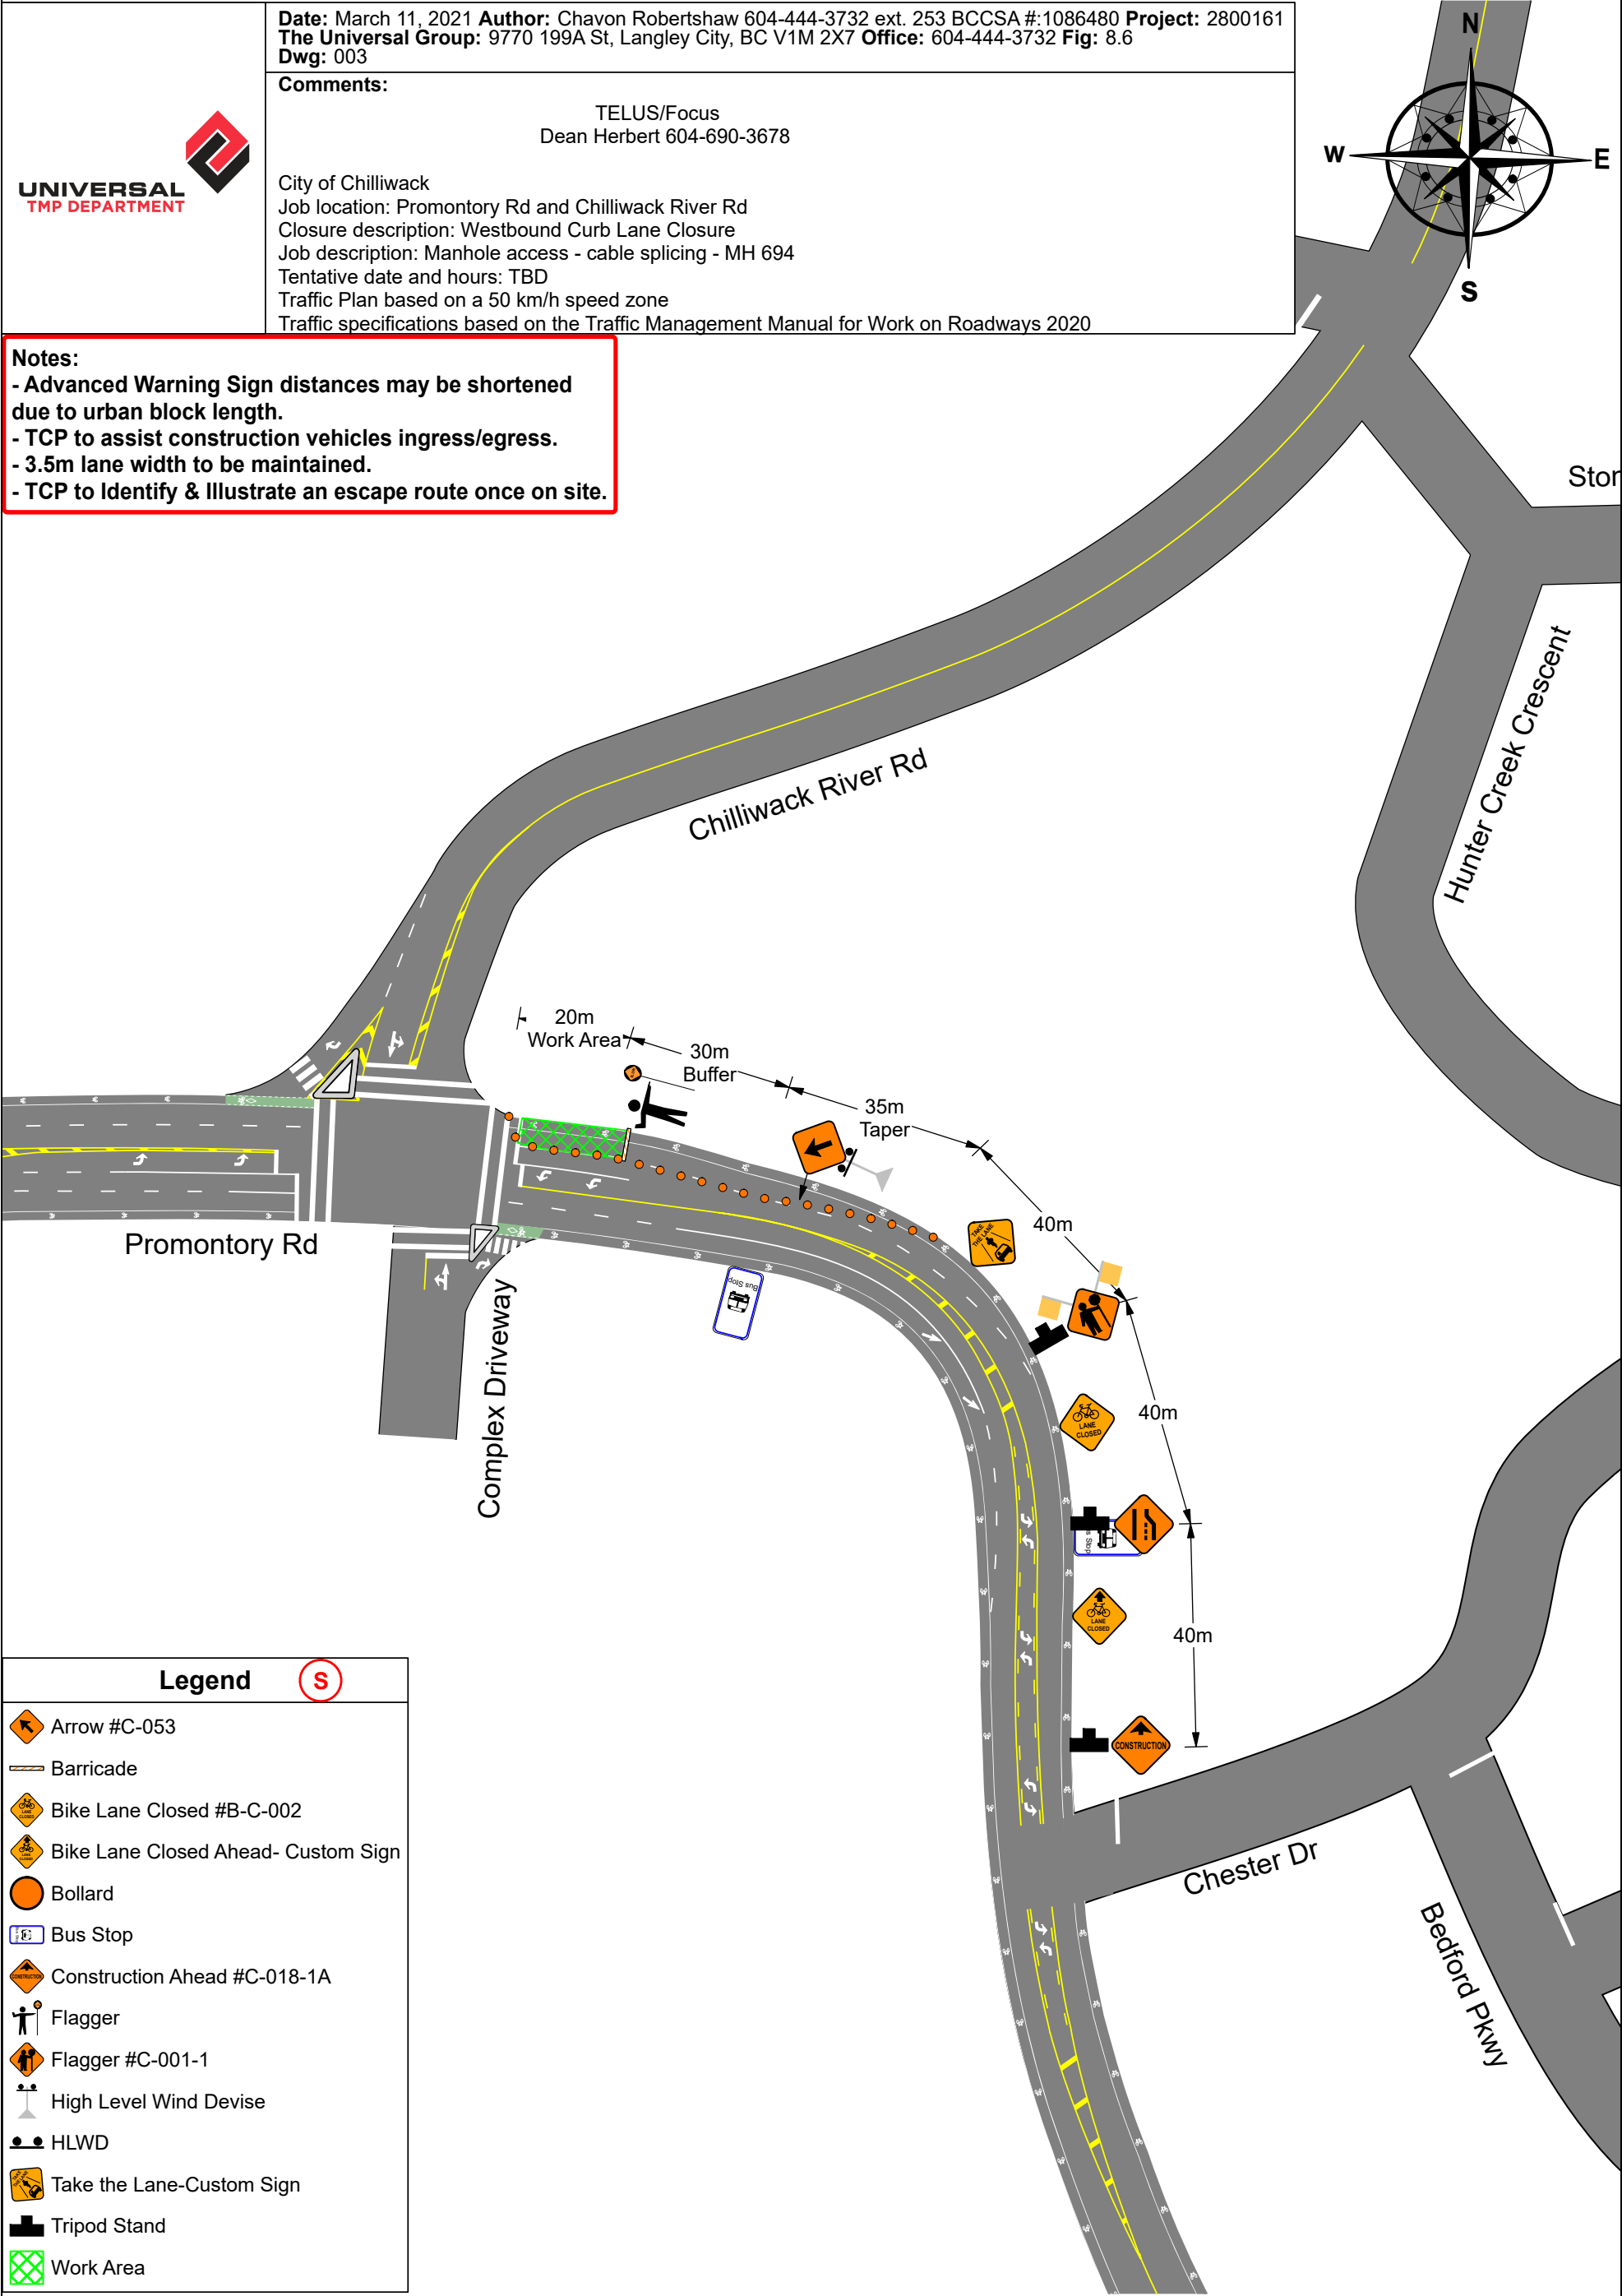 Date: March 11, 2021 Author: Chavon Robertshaw 604-444-3732 ext. 253 BCCSA #:1086480 Project: 2800161
The Universal Group: 9770 199A St, Langley City, BC V1M 2X7 Office: 604-444-3732 Fig: 8.6
Dwg: 003
UNIVERSAL
TMP DEPARTMENT
Comments:
TELUS/Focus
Dean Herbert 604-690-3678
City of Chilliwack
Job location: Promontory Rd and Chilliwack River Rd
Closure description: Westbound Curb Lane Closure
Job description: Manhole access - cable splicing - MH 694
Tentative date and hours: TBD
Traffic Plan based on a 50 km/h speed zone
Traffic specifications based on the Traffic Management Manual for Work on Roadways 2020
N
W
E
S
Notes:
- Advanced Warning Sign distances may be shortened
due to urban block length.
- TCP to assist construction vehicles ingress/egress.
- 3.5m lane width to be maintained.
- TCP to Identify & Illustrate an escape route once on site.
Stor
Hunter Creek Crescent
Chilliwack River Rd
20m
Work Area
30m
Buffer
35m
Taper
40m
TAKE
THE LANE
Promontory Rd
Bus Stop
Complex Driveway
40m
LANE
CLOSED
s Stop
LANE
CLOSED
40m
CONSTRUCTION
Chester Dr
Bedford Pkwy
Legend
S
Arrow #C-053
Barricade
Bike Lane Closed #B-C-002
Bike Lane Closed Ahead- Custom Sign
Bollard
Bus Stop
Construction Ahead #C-018-1A
Flagger
Flagger #C-001-1
High Level Wind Devise
HLWD
Take the Lane-Custom Sign
Tripod Stand
Work Area